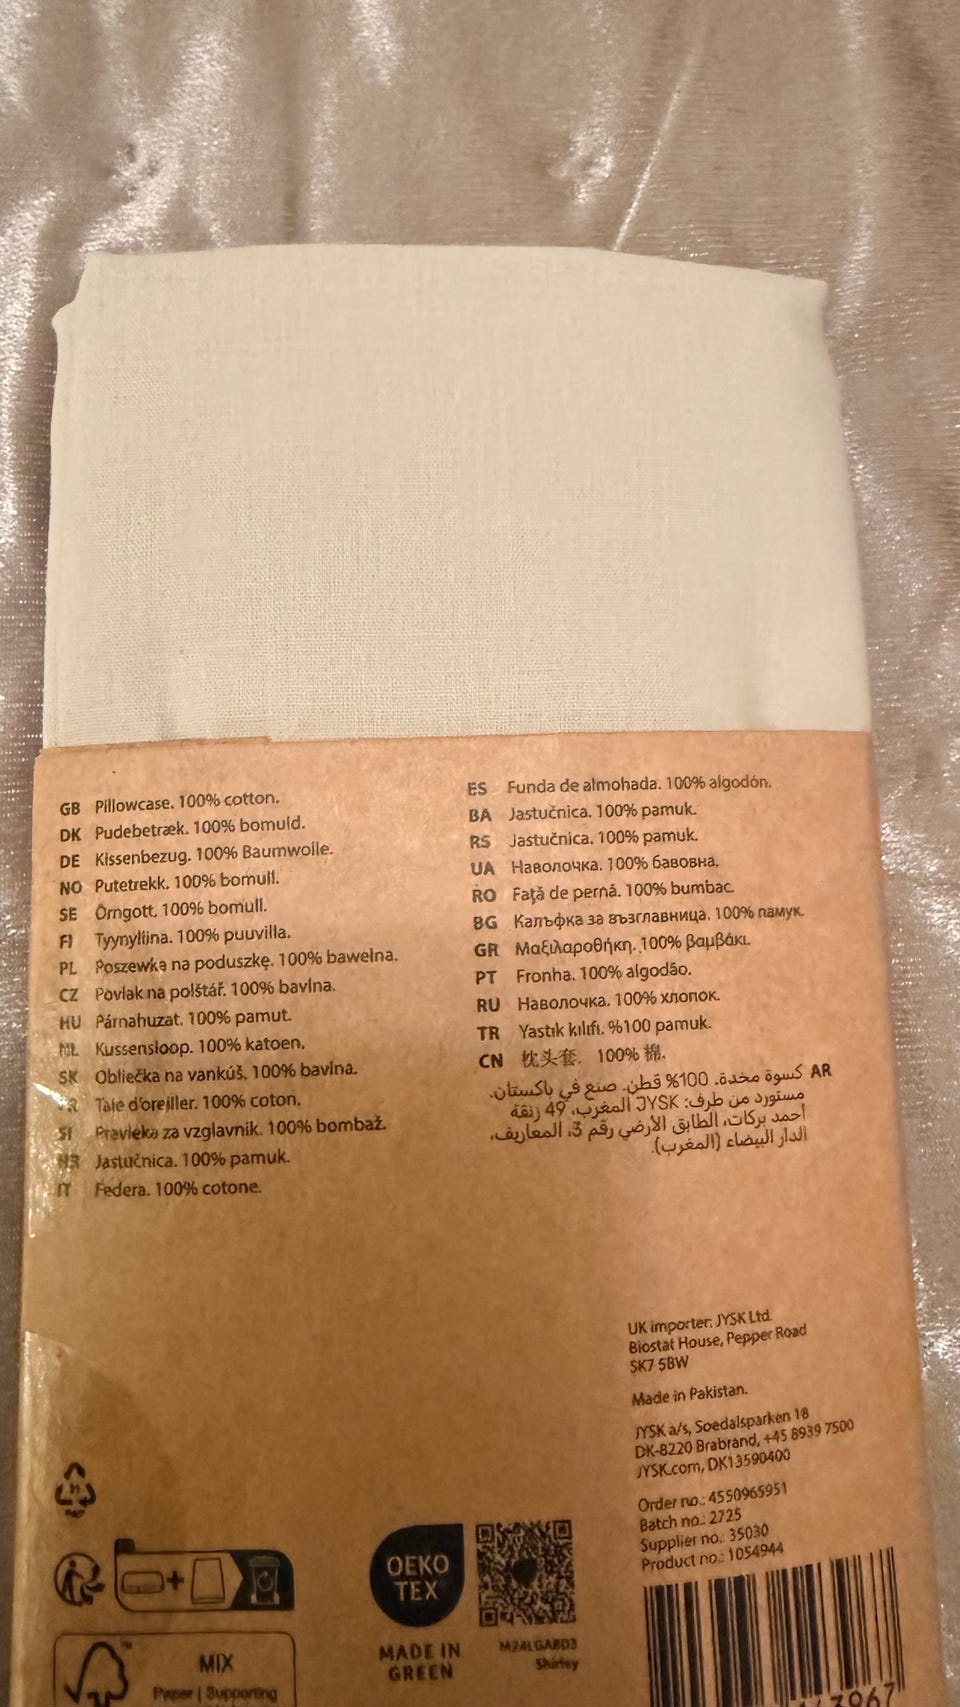 GB Pillowcase. 100% cotton.
DK Pudebetræk. 100% bomuld.
DE Kissenbezug. 100% Baumwolle.
NO Putetrekk. 100% bomull.
SE Örngott. 100% bomull.
FI Tyynyliina. 100% puuvilla.
PL Poszewka na poduszkę. 100% bawełna.
CZ Povlak na polštář. 100% bavlna.
HU Párnahuzat. 100% pamut.
NL Kussensloop. 100% katoen.
SK Obliečka na vankúš. 100% bavlna.
FR Taie d'oreiller. 100% coton.
SI Prevleka za vzglavnik. 100% bombaž.
HR Jastučnica. 100% pamuk.
IT Federa. 100% cotone.
ES Funda de almohada. 100% algodón.
BA Jastučnica. 100% pamuk.
RS Jastučnica. 100% pamuk.
UA Наволочка. 100% бавовна.
RO Faţă de pernă. 100% bumbac.
BG Калъфка за възглавница. 100% памук.
GR Μαξιλαροθήκη. 100% βαμβάκι.
PT Fronha. 100% algodão.
RU Наволочка. 100% хлопок.
TR Yastık kılıfı. %100 pamuk.
CN 枕头套. 100% 棉.
AR كسوة مخدة. 100% قطن. صنع في باكستان.
مستورد من طرف: JYSK المغرب، 49 زنقة
أحمد بركات، الطابق الأرضي رقم 3، المعاريف،
الدار البيضاء (المغرب).
UK importer: JYSK Ltd.
Biostat House, Pepper Road
SK7 5BW
Made in Pakistan.
JYSK a/s, Soedalsparken 18
DK-8220 Brabrand, +45 8939 7500
JYSK.com, DK13590400
Order no.: 4550965951
Batch no.: 2725
Supplier no.: 35030
Product no.: 1054944
OEKO
TEX
MADE IN
GREEN
M24LGABD3
Shirley
MIX
Paper | Supporting